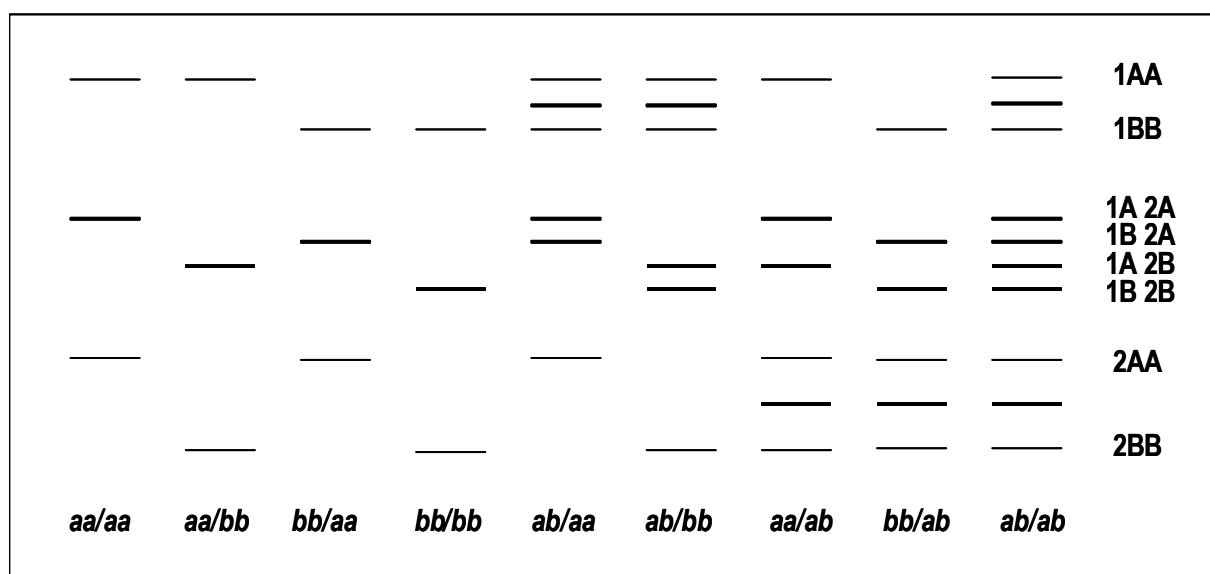 1AA
1BB
1A 2A
1B 2A
1A 2B
1B 2B
2AA
2BB
aa/aa aa/bb bb/aa bb/bb ab/aa ab/bb aa/ab bb/ab ab/ab